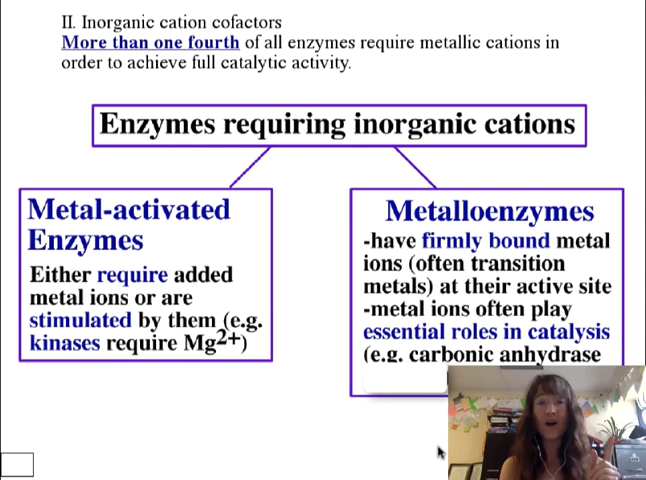 II. Inorganic cation cofactors
More than one fourth of all enzymes require metallic cations in
order to achieve full catalytic activity.
Enzymes requiring inorganic cations
Metal-activated
Enzymes
Either require added
metal ions or are
stimulated by them (e.g.
kinases require Mg2+)
Metalloenzymes
-have firmly bound metal
ions (often transition
metals) at their active site
-metal ions often play
essential roles in catalysis
(e.g. carbonic anhydrase